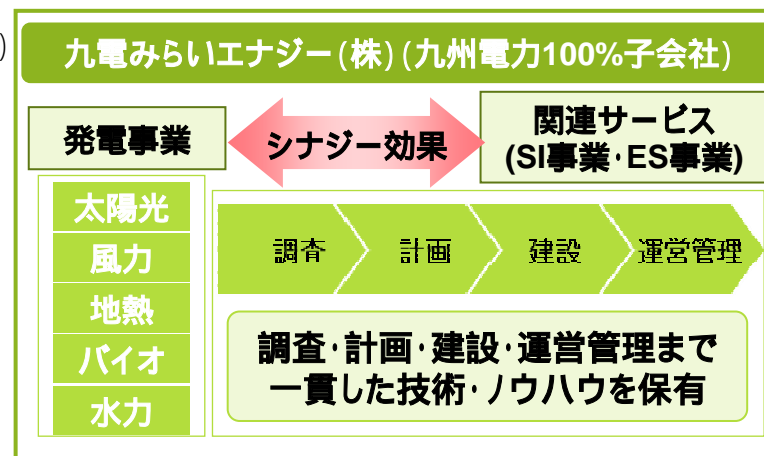 )
九電みらいエナジー(株)(九州電力100%子会社)
発電事業
シナジー効果
関連サービス
(SI事業・ES事業)
太陽光
風力
地熱
バイオ
水力
調査
計画
建設
運営管理
調査・計画・建設・運営管理まで
一貫した技術・ノウハウを保有